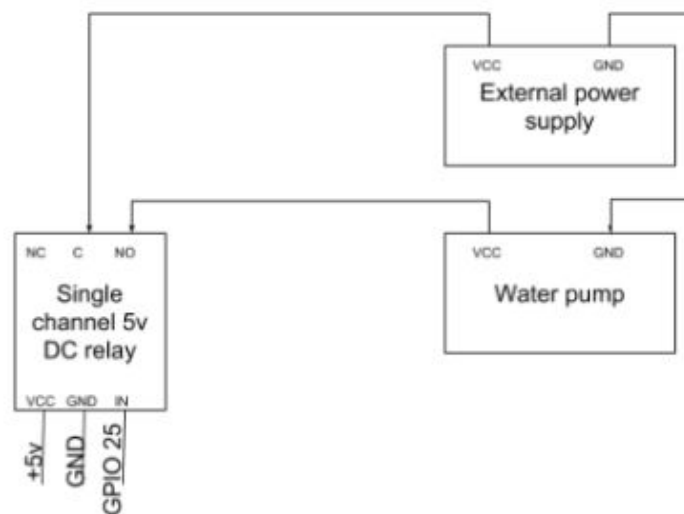 VCC GND
External power
supply
NC C NO
Single
channel 5v
DC relay
VCC GND IN
+5v
GND
GPIO 25
VCC GND
Water pump